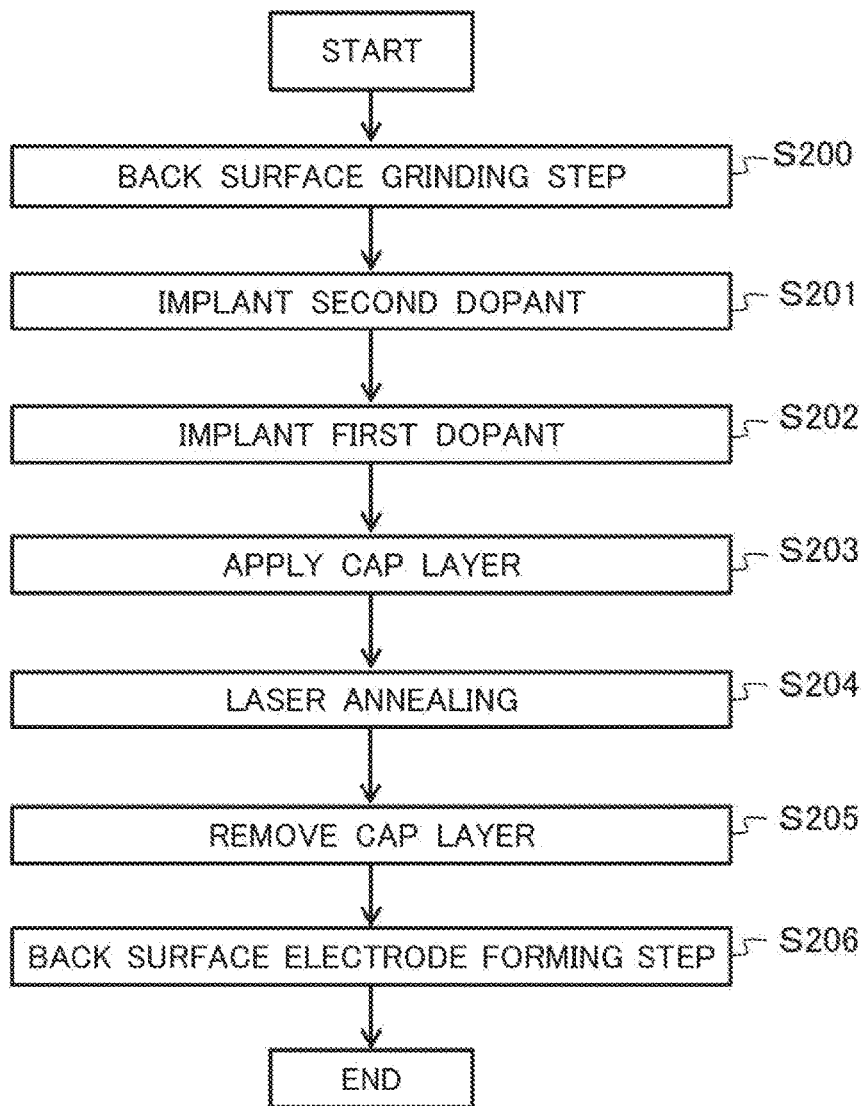 START
BACK SURFACE GRINDING STEP
S200
IMPLANT SECOND DOPANT
S201
IMPLANT FIRST DOPANT
S202
APPLY CAP LAYER
S203
LASER ANNEALING
S204
REMOVE CAP LAYER
S205
BACK SURFACE ELECTRODE FORMING STEP
S206
END